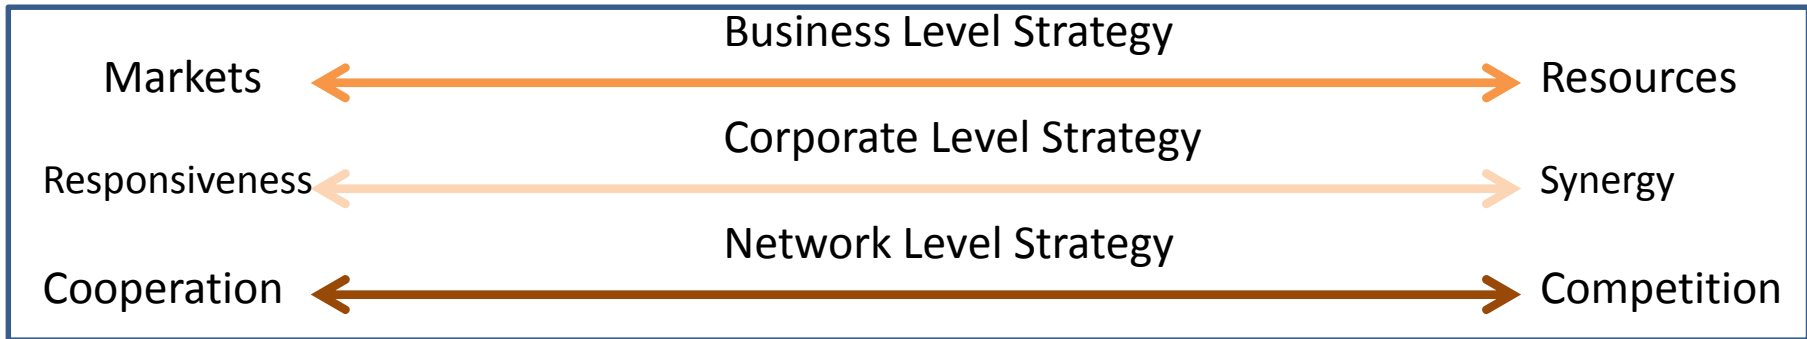 Business Level Strategy
Markets Resources
Corporate Level Strategy
Responsiveness Synergy
Network Level Strategy
Cooperation Competition